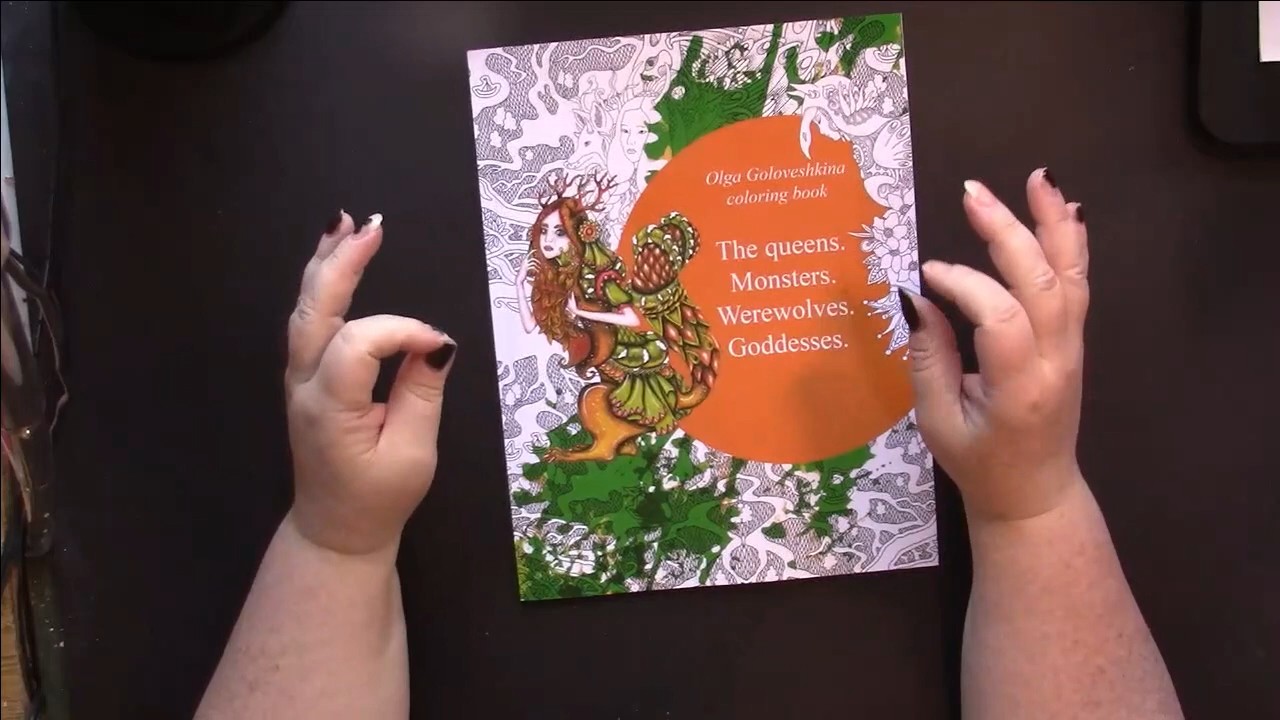 Olga Goloveshkina
coloring book
The queens.
Monsters.
Werewolves.
Goddesses.